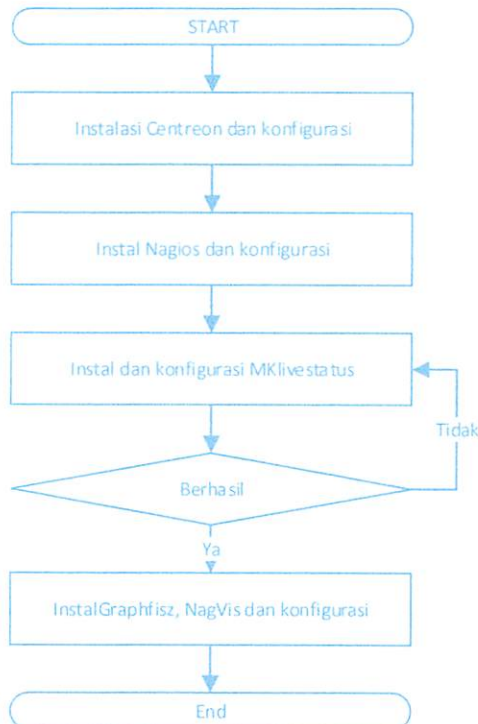 START
Instalasi Centreon dan konfigurasi
Instal Nagios dan konfigurasi
Instal dan konfigurasi MKlivestatus
Tidak
Berhasil
Ya
InstalGraphfisz, NagVis dan konfigurasi
End